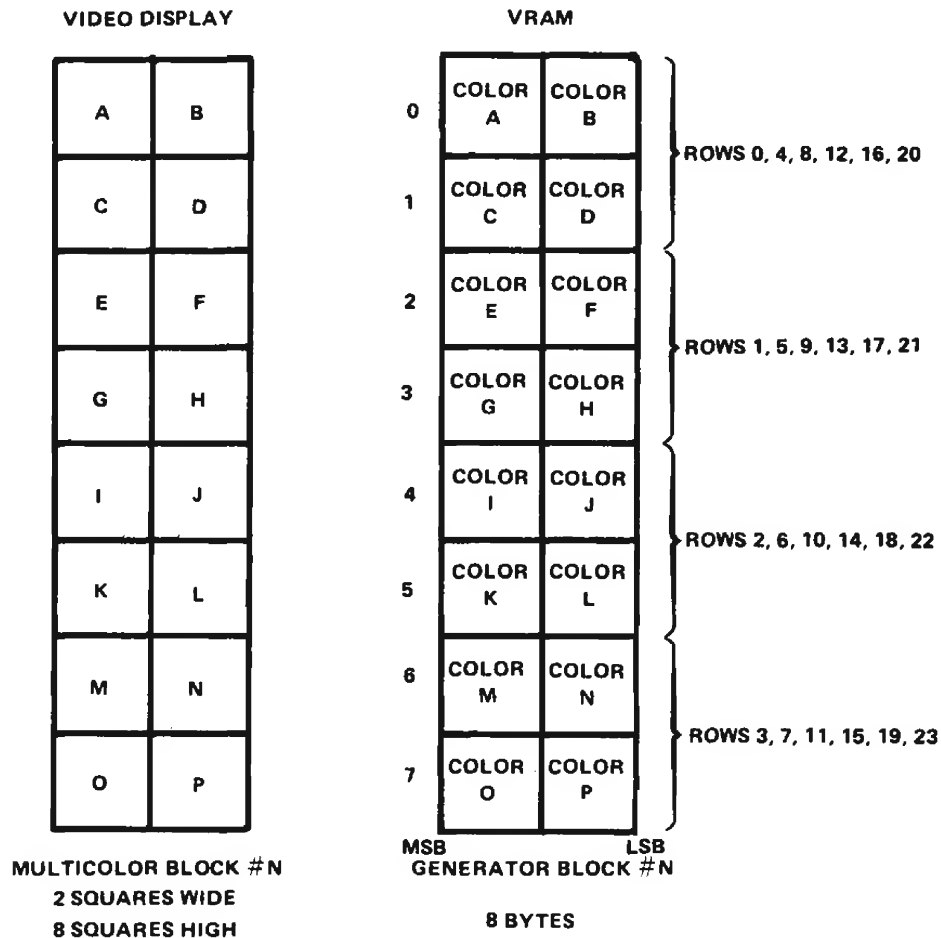 VIDEO DISPLAY VRAM
A B
0 COLOR A COLOR B
ROWS 0, 4, 8, 12, 16, 20
C D
1 COLOR C COLOR D
E F
2 COLOR E COLOR F
ROWS 1, 5, 9, 13, 17, 21
G H
3 COLOR G COLOR H
I J
4 COLOR I COLOR J
ROWS 2, 6, 10, 14, 18, 22
K L
5 COLOR K COLOR L
M N
6 COLOR M COLOR N
ROWS 3, 7, 11, 15, 19, 23
O P
7 COLOR O COLOR P
MSB LSB
MULTICOLOR BLOCK #N
2 SQUARES WIDE
8 SQUARES HIGH
GENERATOR BLOCK #N
8 BYTES